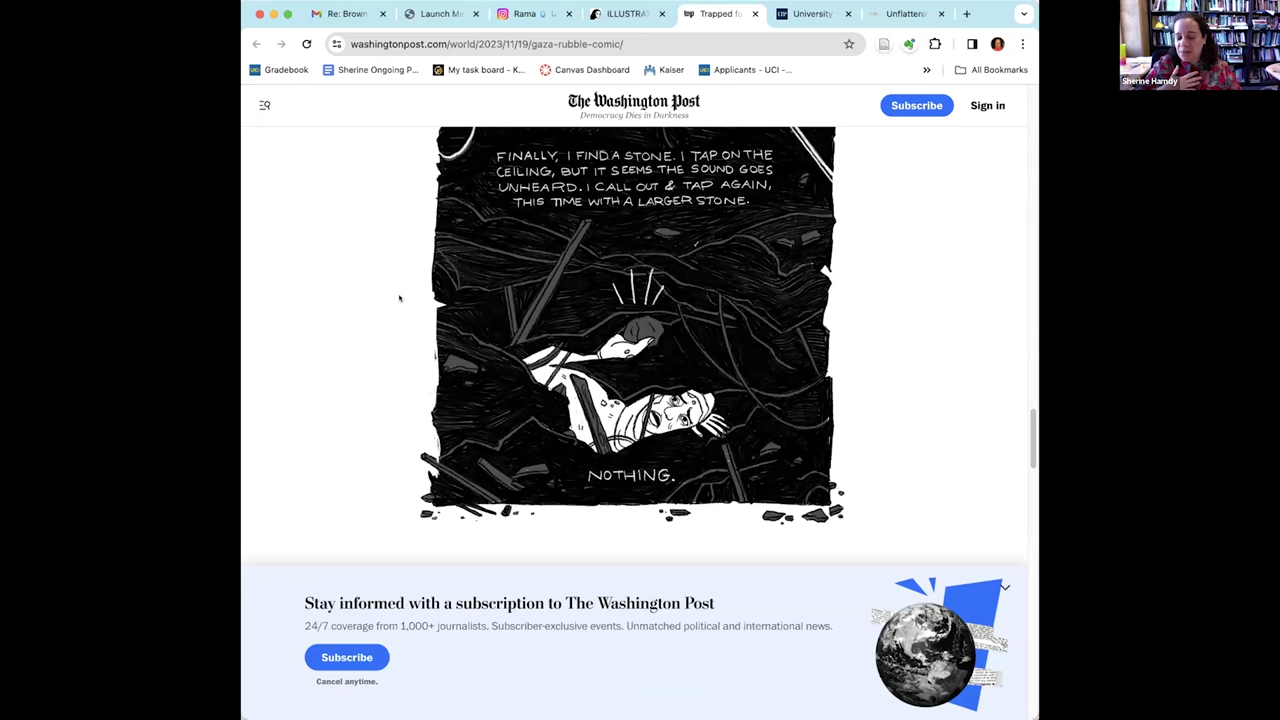 Re: Brown
Launch Me
Rama
ILLUSTRAT
Trapped fo
University
Unflattenin
washingtonpost.com/world/2023/11/19/gaza-rubble-comic/
Gradebook
Sherine Ongoing P...
My task board - K...
Canvas Dashboard
Kaiser
Applicants - UCI -...
All Bookmarks
The Washington Post
Democracy Dies in Darkness
Subscribe
Sign in
FINALLY, I FIND A STONE. I TAP ON THE
CEILING, BUT IT SEEMS THE SOUND GOES
UNHEARD. I CALL OUT & TAP AGAIN,
THIS TIME WITH A LARGER STONE.
NOTHING.
Stay informed with a subscription to The Washington Post
24/7 coverage from 1,000+ journalists. Subscriber-exclusive events. Unmatched political and international news.
Subscribe
Cancel anytime.
Sherine Hamdy